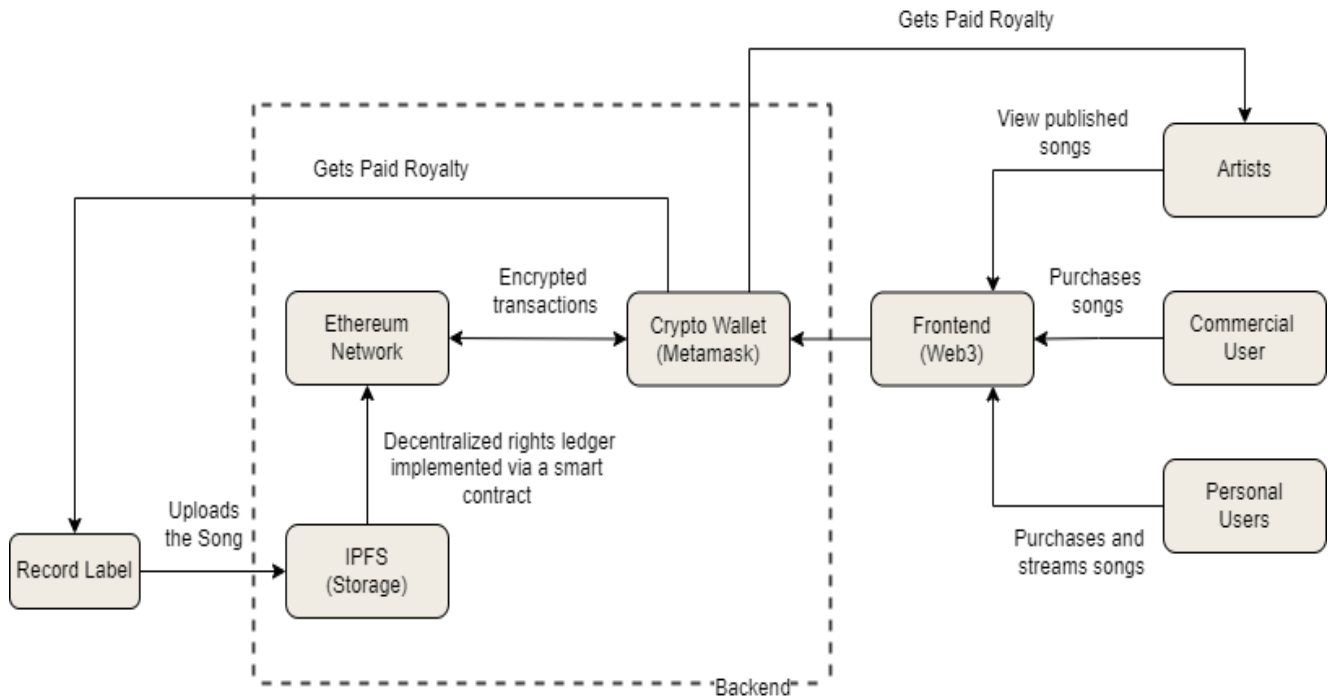 Gets Paid Royalty
View published
songs
Artists
Gets Paid Royalty
Encrypted
transactions
Purchases
songs
Ethereum
Network
Crypto Wallet
(Metamask)
Frontend
(Web3)
Commercial
User
Decentralized rights ledger
implemented via a smart
contract
Uploads
the Song
Personal
Users
Record Label
IPFS
(Storage)
Purchases and
streams songs
Backend